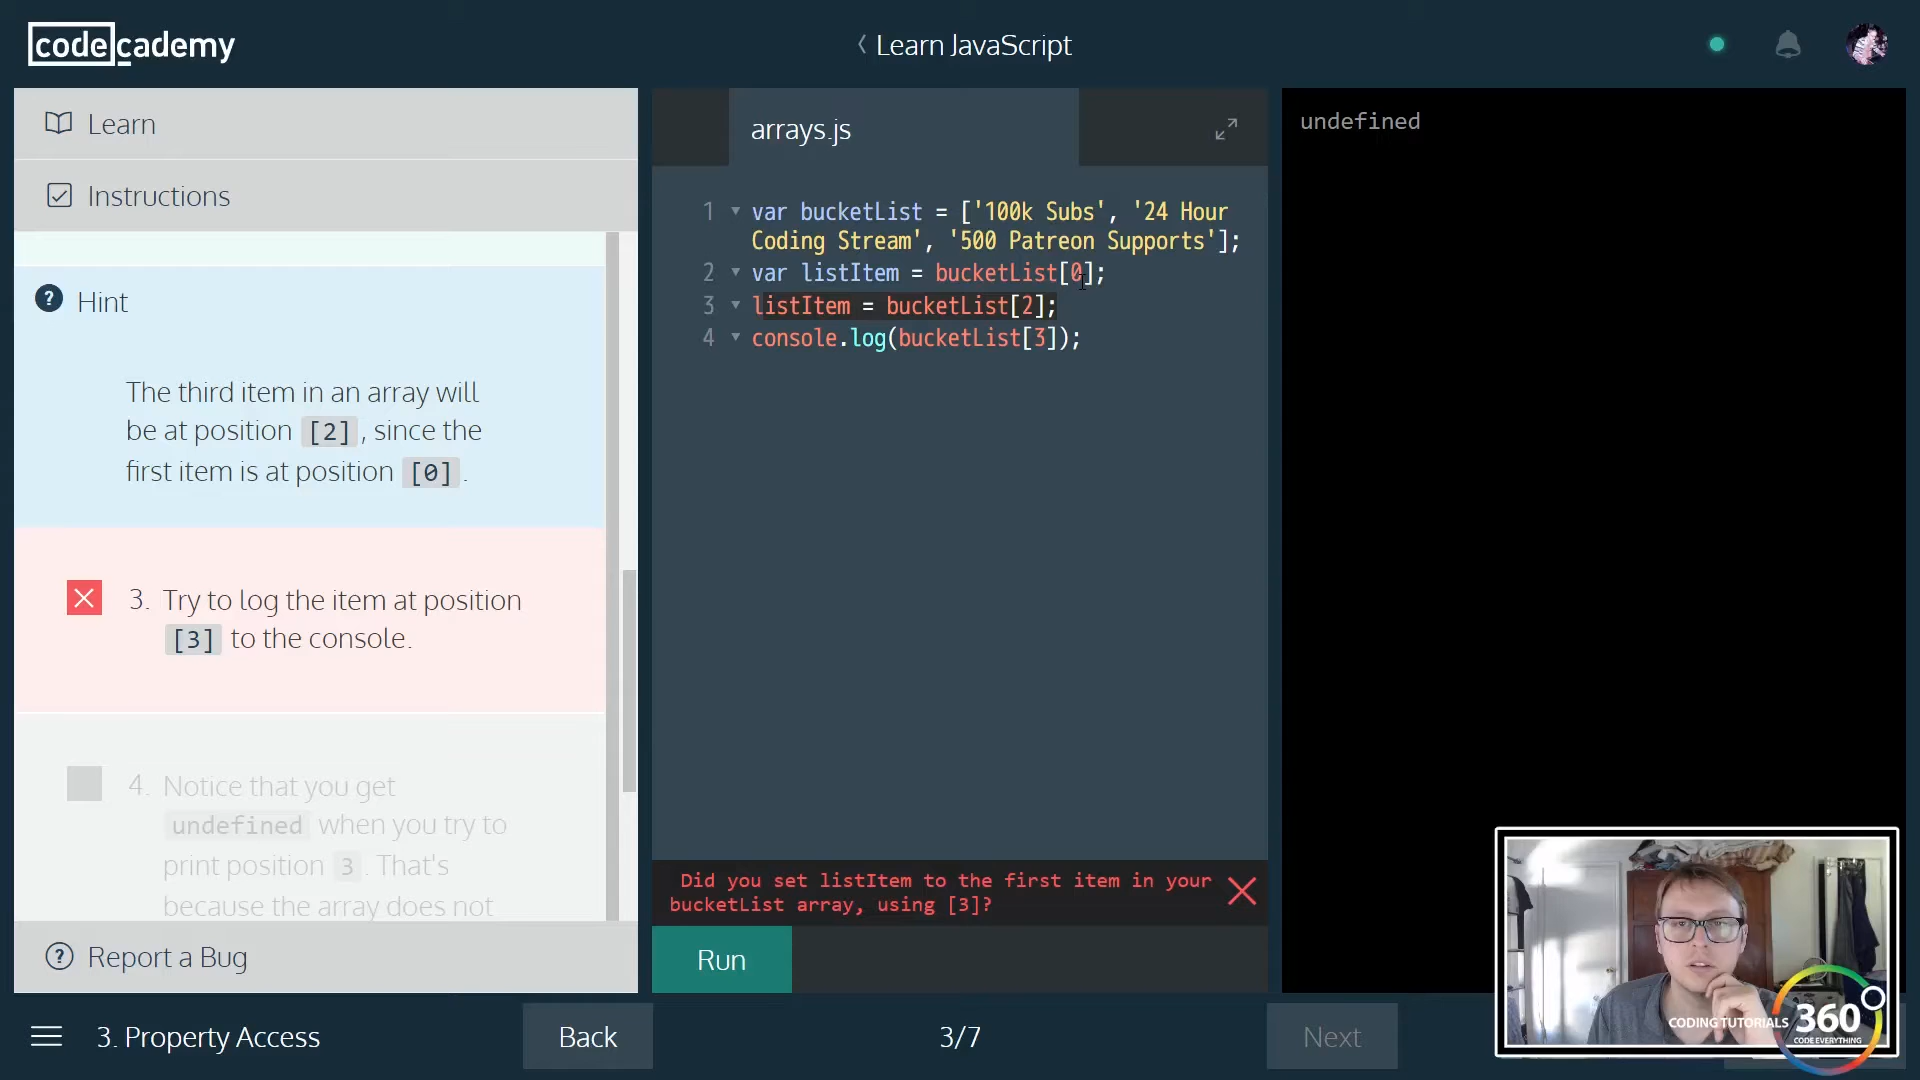 codecademy
Learn JavaScript
Learn
Instructions
Hint
The third item in an array will
be at position [2], since the
first item is at position [0].
3. Try to log the item at position
[3] to the console.
4. Notice that you get
undefined when you try to
print position 3. That's
because the array does not
Report a Bug
arrays.js
1 var bucketList = ['100k Subs', '24 Hour
Coding Stream', '500 Patreon Supports'];
2 var listItem = bucketList[0];
3 listItem = bucketList[2];
4 console.log(bucketList[3]);
Did you set listItem to the first item in your
bucketList array, using [3]?
Run
undefined
3. Property Access
Back
3/7
Next
CODING TUTORIALS 360
CODE EVERYTHING